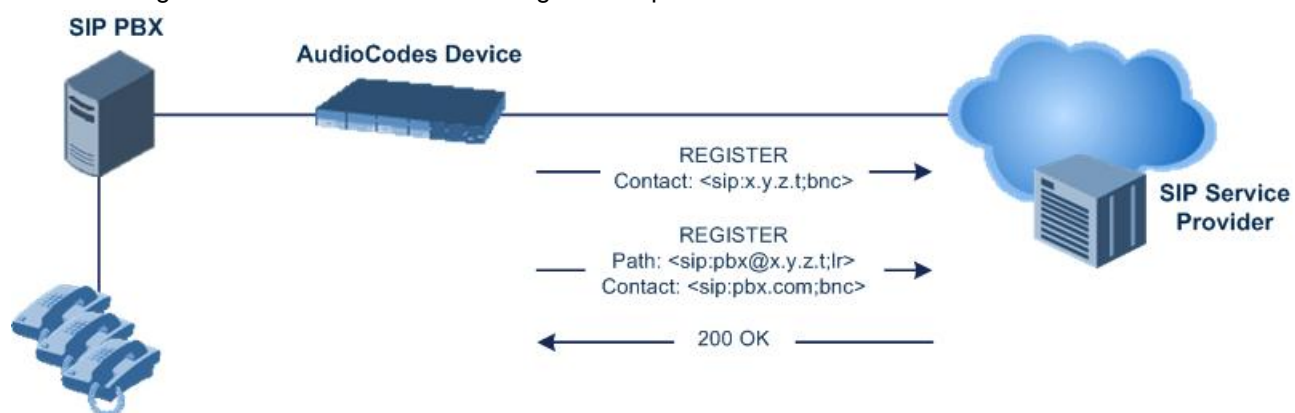 SIP PBX
AudioCodes Device
REGISTER
Contact: <sip:x.y.z.t;bnc>
SIP Service
Provider
REGISTER
Path: <sip:pbx@x.y.z.t;lr>
Contact: <sip:pbx.com;bnc>
200 OK